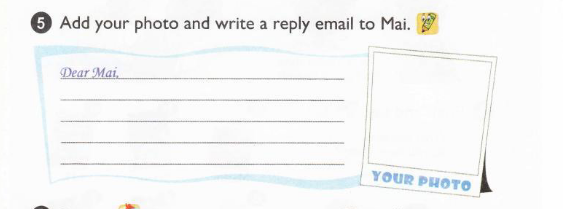 5 Add your photo and write a reply email to Mai.
Dear Mai,
YOUR PHOTO